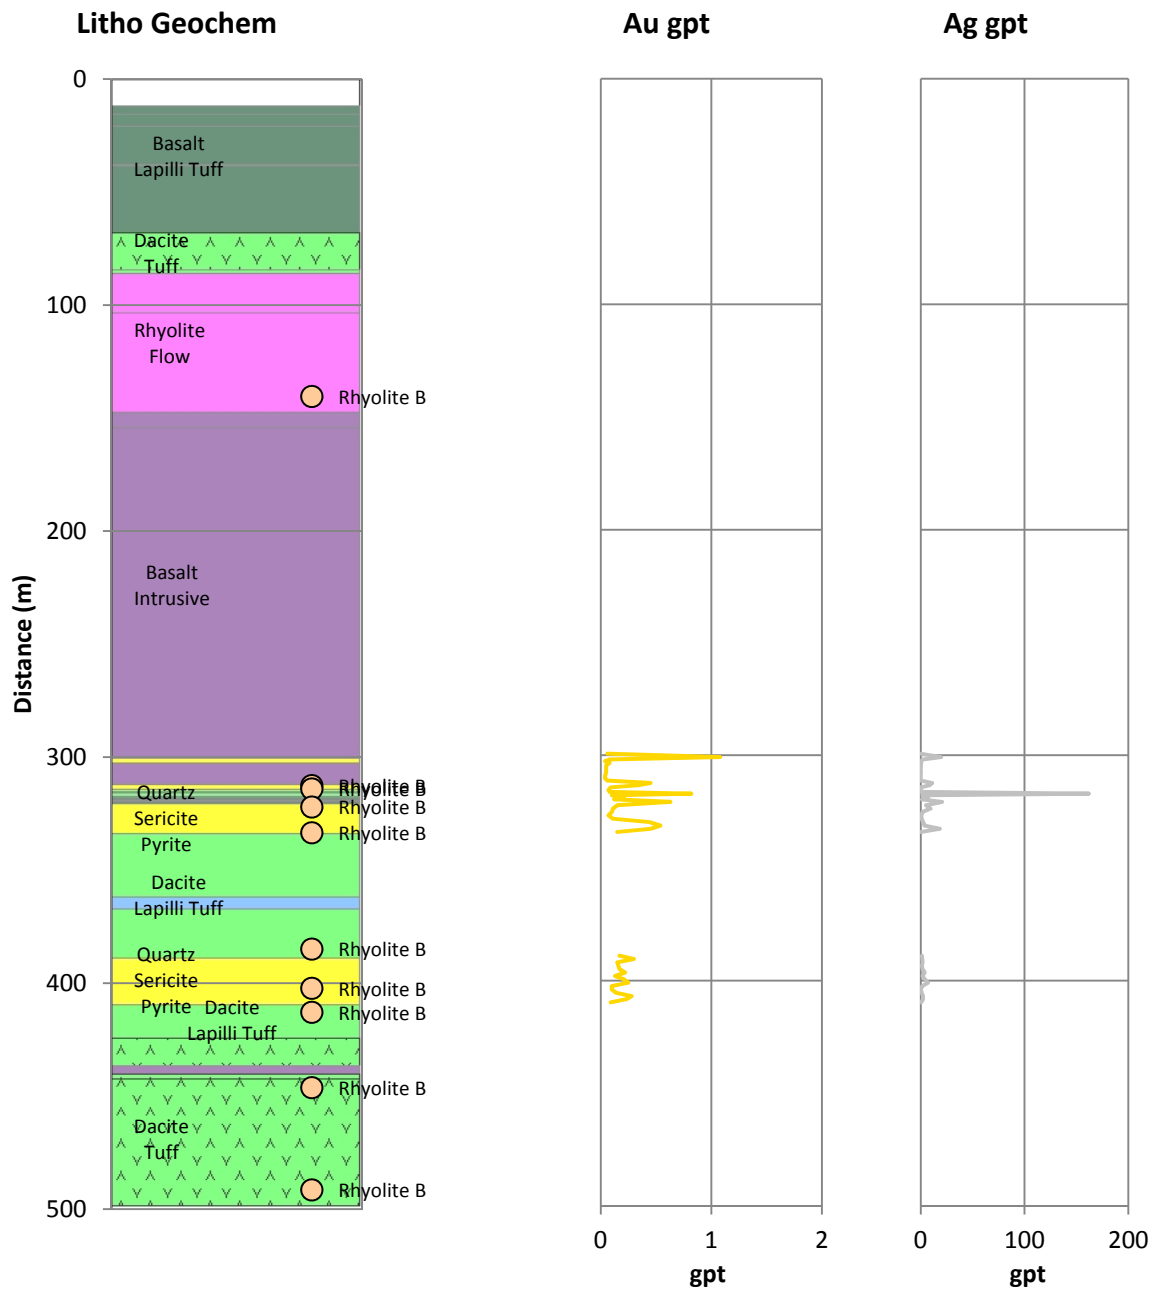 Litho Geochem
Au gpt
Ag gpt
0
Basalt
Lapilli Tuff
Dacite
Tuff
100
Rhyolite
Flow
Rhyolite B
200
Basalt
Intrusive
Distance (m)
300
Rhyolite B
Rhyolite B
Quartz
Rhyolite B
Sericite
Rhyolite B
Pyrite
Dacite
Lapilli Tuff
Rhyolite B
Quartz
400
Sericite
Rhyolite B
Pyrite
Dacite
Rhyolite B
Lapilli Tuff
Rhyolite B
Dacite
Tuff
Rhyolite B
500
0
1
2
0
100
200
gpt
gpt